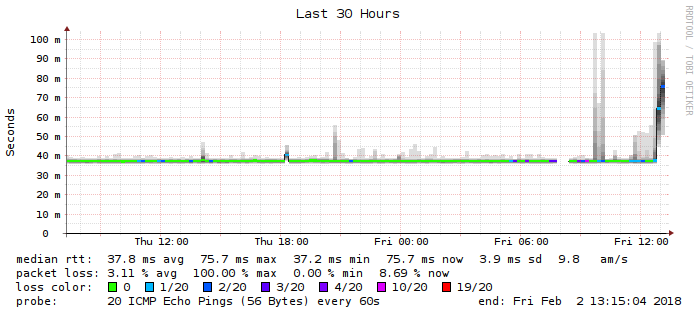 Last 30 Hours
RRDTOOL / TOBI OETIKER
Seconds
100 m
90 m
80 m
70 m
60 m
50 m
40 m
30 m
20 m
10 m
0
Thu 12:00 Thu 18:00 Fri 00:00 Fri 06:00 Fri 12:00
median rtt: 37.8 ms avg 75.7 ms max 37.2 ms min 75.7 ms now 3.9 ms sd 9.8 am/s
packet loss: 3.11 % avg 100.00 % max 0.00 % min 8.69 % now
loss color: 0 1/20 2/20 3/20 4/20 10/20 19/20
probe: 20 ICMP Echo Pings (56 Bytes) every 60s end: Fri Feb 2 13:15:04 2018